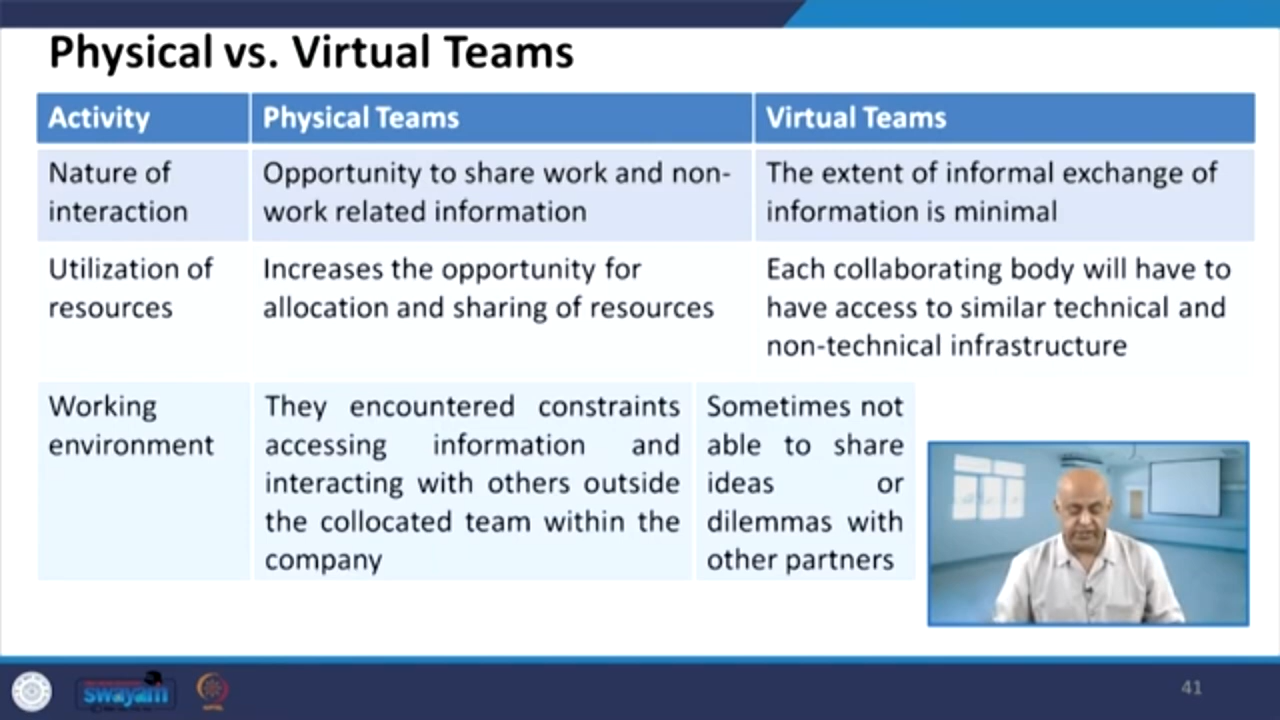 Physical vs. Virtual Teams
Activity
Physical Teams
Virtual Teams
Nature of
interaction
Opportunity to share work and non-
work related information
The extent of informal exchange of
information is minimal
Utilization of
resources
Increases the opportunity for
allocation and sharing of resources
Each collaborating body will have to
have access to similar technical and
non-technical infrastructure
Working
environment
They encountered constraints
accessing information and
interacting with others outside
the collocated team within the
company
Sometimes not
able to share
ideas or
dilemmas with
other partners
swayam
41